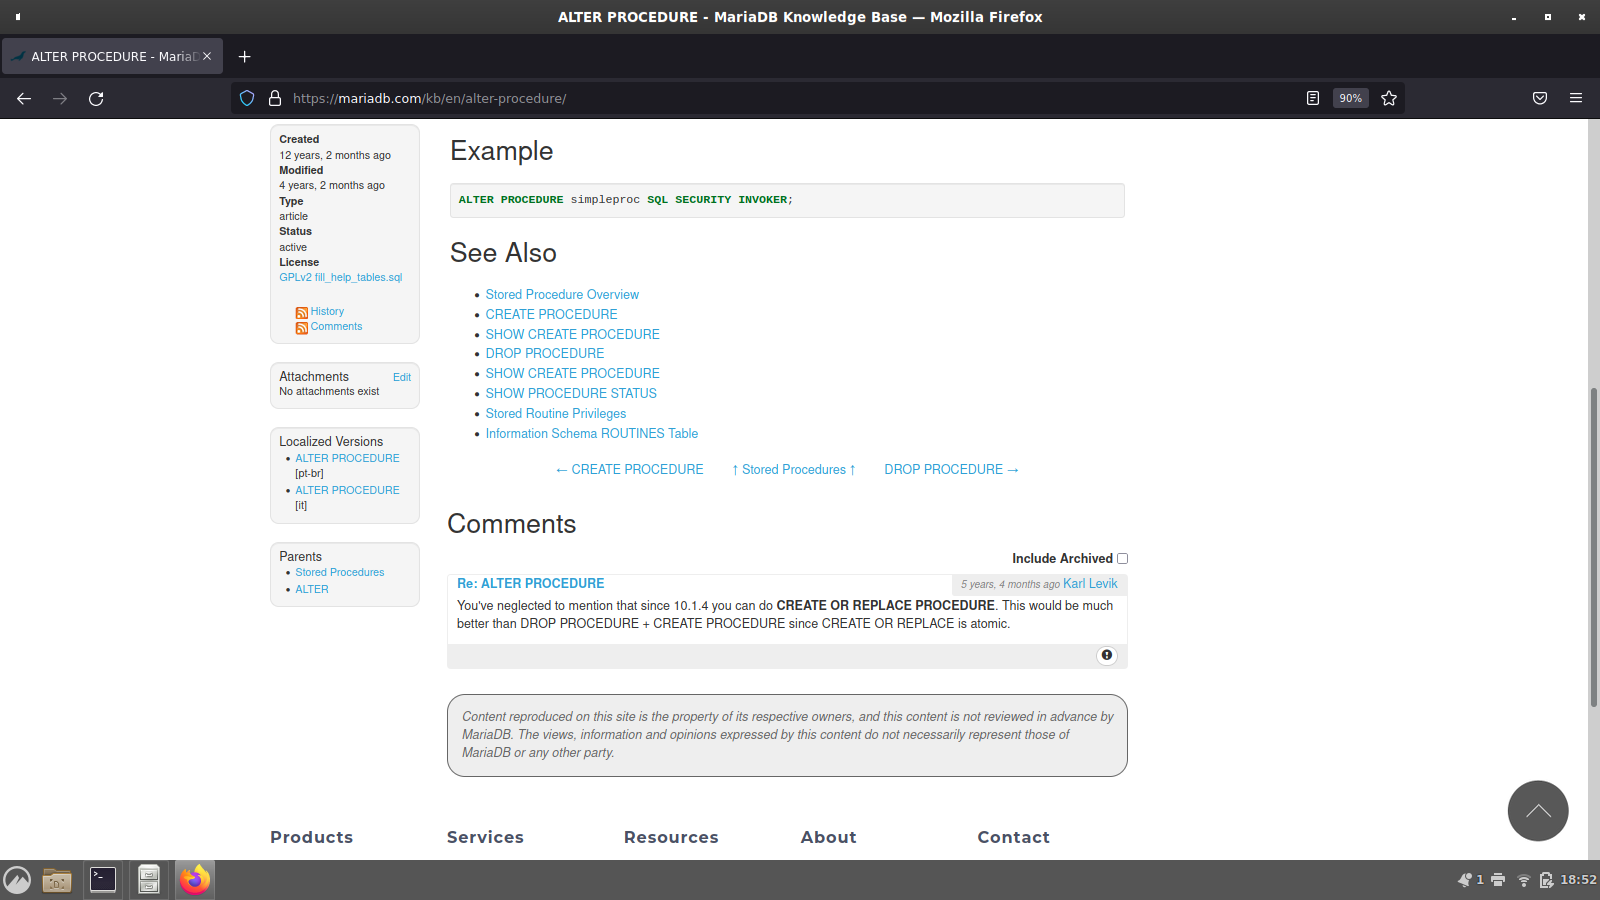 ALTER PROCEDURE - MariaDB Knowledge Base — Mozilla Firefox
ALTER PROCEDURE - MariaD
https://mariadb.com/kb/en/alter-procedure/
90%
Created
12 years, 2 months ago
Modified
4 years, 2 months ago
Type
article
Status
active
License
GPLv2 fill_help_tables.sql
History
Comments
Attachments Edit
No attachments exist
Localized Versions
ALTER PROCEDURE
[pt-br]
ALTER PROCEDURE
[it]
Parents
Stored Procedures
ALTER
Example
ALTER PROCEDURE simpleproc SQL SECURITY INVOKER;
See Also
Stored Procedure Overview
CREATE PROCEDURE
SHOW CREATE PROCEDURE
DROP PROCEDURE
SHOW CREATE PROCEDURE
SHOW PROCEDURE STATUS
Stored Routine Privileges
Information Schema ROUTINES Table
← CREATE PROCEDURE ↑ Stored Procedures ↑ DROP PROCEDURE →
Comments
Include Archived
Re: ALTER PROCEDURE 5 years, 4 months ago Karl Levik
You've neglected to mention that since 10.1.4 you can do CREATE OR REPLACE PROCEDURE. This would be much
better than DROP PROCEDURE + CREATE PROCEDURE since CREATE OR REPLACE is atomic.
Content reproduced on this site is the property of its respective owners, and this content is not reviewed in advance by
MariaDB. The views, information and opinions expressed by this content do not necessarily represent those of
MariaDB or any other party.
Products Services Resources About Contact
1 18:52